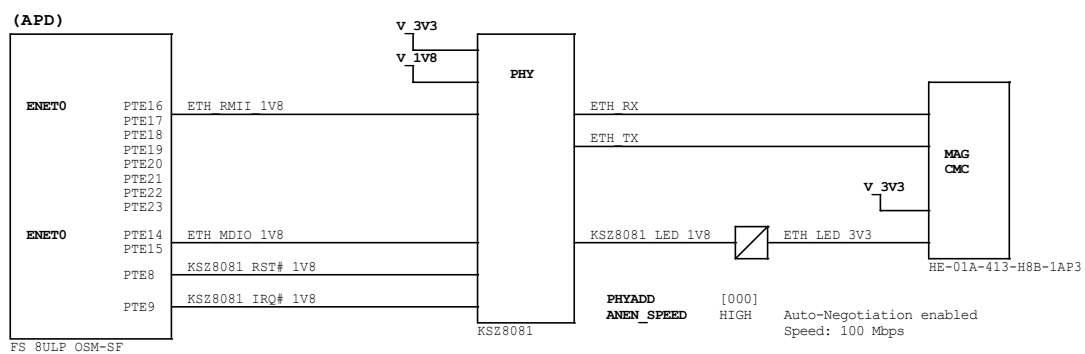 (APD)
V_3V3
V_1V8
PHY
ENET0 PTE16 ETH_RMII_1V8 ETH_RX
PTE17
PTE18
PTE19 ETH_TX
PTE20
MAG
CMC
PTE21
PTE22
PTE23
V_3V3
ENET0 PTE14 ETH_MDIO_1V8 KSZ8081_LED_1V8 ETH_LED_3V3
PTE15
HE-01A-413-H8B-1AP3
PTE8 KSZ8081_RST#_1V8
PTE9 KSZ8081_IRQ#_1V8
PHYADD [000]
ANEN_SPEED HIGH Auto-Negotiation enabled
Speed: 100 Mbps
KSZ8081
FS 8ULP OSM-SF